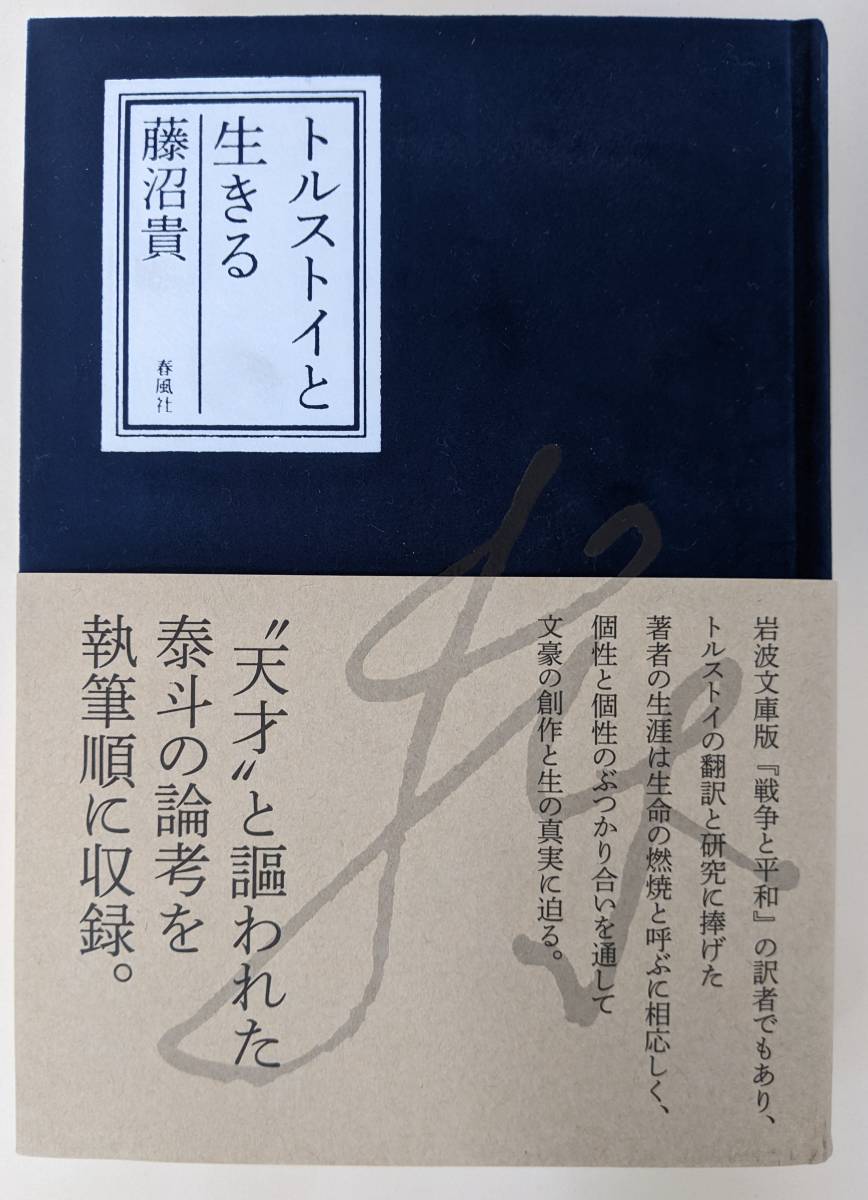 トルストイと
生きる
藤沼貴
春風社
岩波文庫版『戦争と平和』の訳者でもあり、
トルストイの翻訳と研究に捧げた
著者の生涯は生命の燃焼と呼ぶに相応しく、
個性と個性のぶつかり合いを通して
文豪の創作と生の真実に迫る。
〝天才〟と謳われた
泰斗の論考を
執筆順に収録。